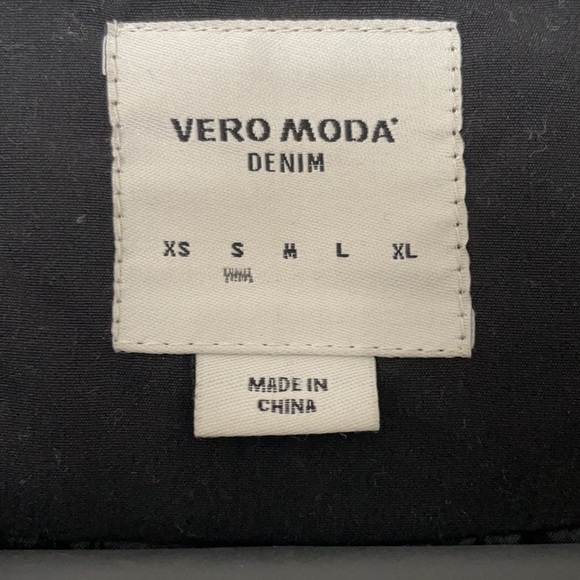 VERO MODA
DENIM
XS S M L XL
MADE IN
CHINA